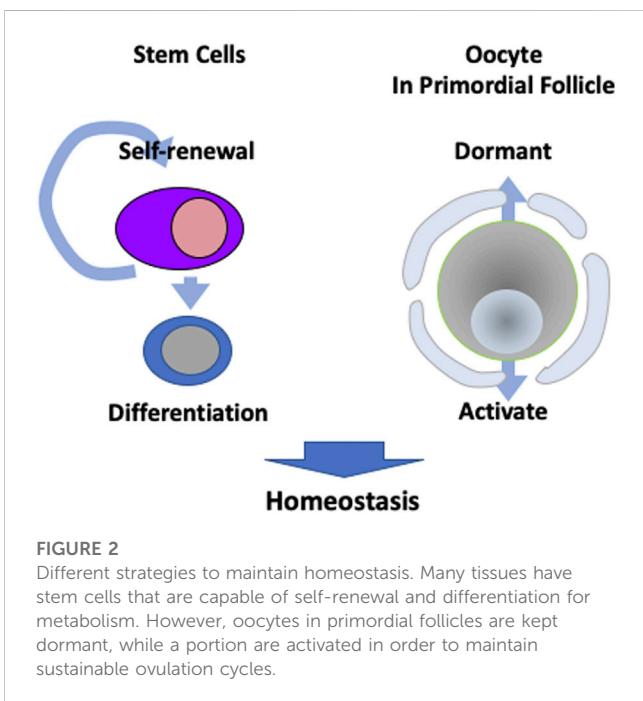 Stem Cells
Oocyte
In Primordial Follicle
Self-renewal
Dormant
Differentiation
Activate
Homeostasis
FIGURE 2
Different strategies to maintain homeostasis. Many tissues have
stem cells that are capable of self-renewal and differentiation for
metabolism. However, oocytes in primordial follicles are kept
dormant, while a portion are activated in order to maintain
sustainable ovulation cycles.